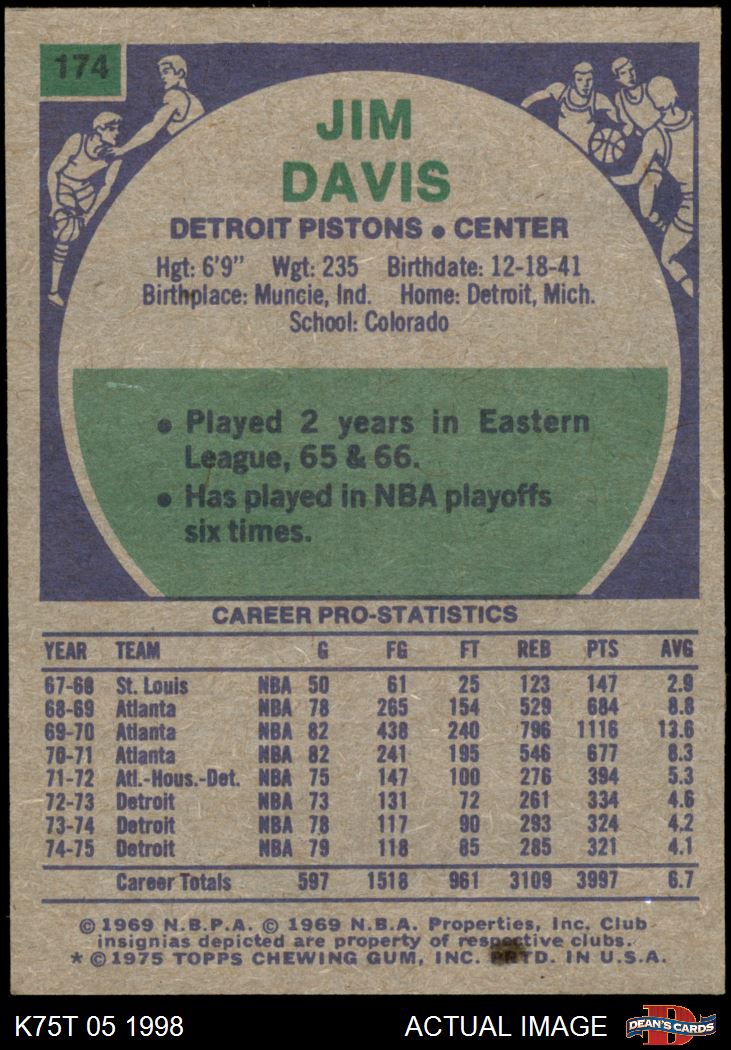 174
JIM
DAVIS
DETROIT PISTONS • CENTER
Hgt: 6'9" Wgt: 235 Birthdate: 12-18-41
Birthplace: Muncie, Ind. Home: Detroit, Mich.
School: Colorado
• Played 2 years in Eastern
League, 65 & 66.
• Has played in NBA playoffs
six times.
CAREER PRO-STATISTICS
YEAR TEAM G FG FT REB PTS AVG
67-68 St. Louis NBA 50 61 25 123 147 2.9
68-69 Atlanta NBA 78 265 154 529 684 8.8
69-70 Atlanta NBA 82 438 240 796 1116 13.6
70-71 Atlanta NBA 82 241 195 546 677 8.3
71-72 Atl.-Hous.-Det. NBA 75 147 100 276 394 5.3
72-73 Detroit NBA 73 131 72 261 334 4.6
73-74 Detroit NBA 78 117 90 293 324 4.2
74-75 Detroit NBA 79 118 85 285 321 4.1
Career Totals 597 1518 961 3109 3997 6.7
© 1969 N.B.P.A. © 1969 N.B.A. Properties, Inc. Club
insignias depicted are property of respective clubs.
* © 1975 TOPPS CHEWING GUM, INC. PRTD. IN U.S.A.
K75T 05 1998 ACTUAL IMAGE
D
DEAN'S CARDS